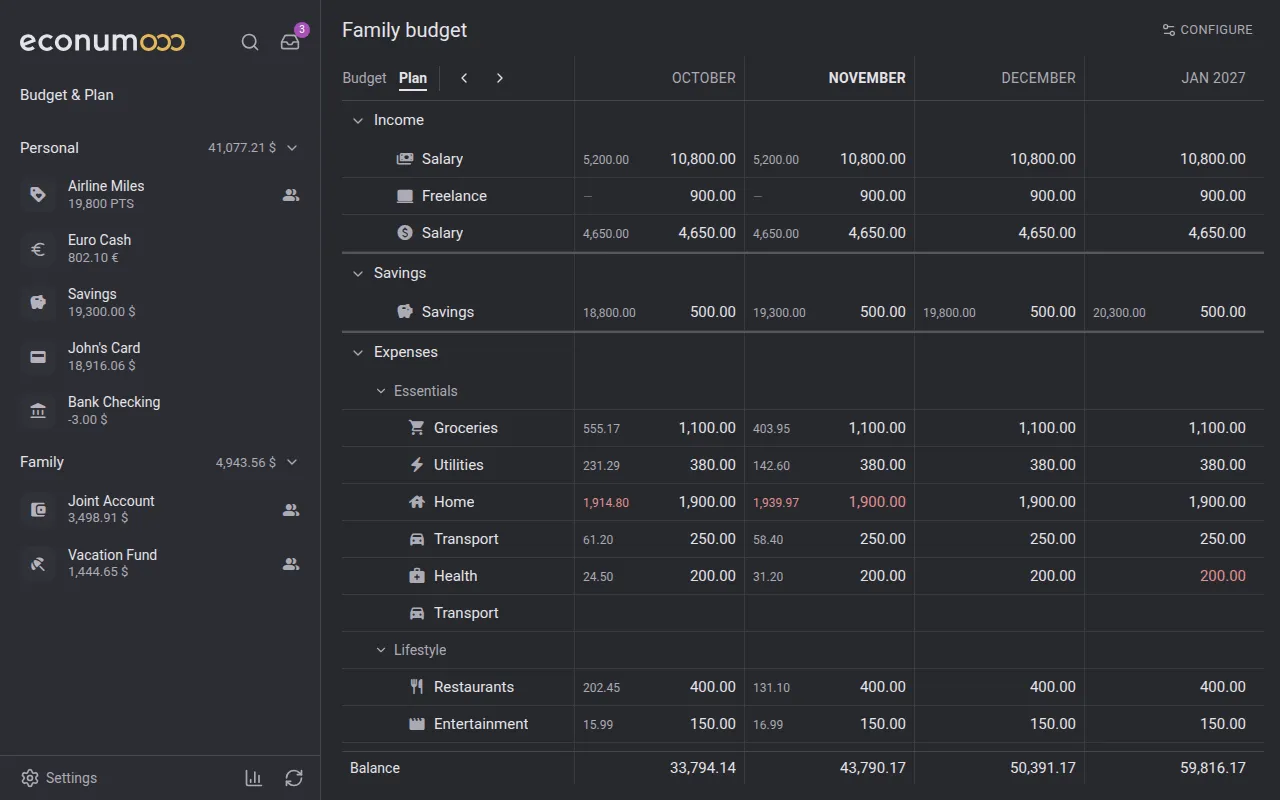 econumo
3
Budget & Plan
Personal 41,077.21 $
Airline Miles
19,800 PTS
Euro Cash
802.10 €
Savings
19,300.00 $
John's Card
18,916.06 $
Bank Checking
-3.00 $
Family 4,943.56 $
Joint Account
3,498.91 $
Vacation Fund
1,444.65 $
Settings
Family budget CONFIGURE
Budget Plan OCTOBER NOVEMBER DECEMBER JAN 2027
Income
Salary 5,200.00 10,800.00 5,200.00 10,800.00 10,800.00 10,800.00
Freelance – 900.00 – 900.00 900.00 900.00
Salary 4,650.00 4,650.00 4,650.00 4,650.00 4,650.00 4,650.00
Savings
Savings 18,800.00 500.00 19,300.00 500.00 19,800.00 500.00 20,300.00 500.00
Expenses
Essentials
Groceries 555.17 1,100.00 403.95 1,100.00 1,100.00 1,100.00
Utilities 231.29 380.00 142.60 380.00 380.00 380.00
Home 1,914.80 1,900.00 1,939.97 1,900.00 1,900.00 1,900.00
Transport 61.20 250.00 58.40 250.00 250.00 250.00
Health 24.50 200.00 31.20 200.00 200.00 200.00
Transport
Lifestyle
Restaurants 202.45 400.00 131.10 400.00 400.00 400.00
Entertainment 15.99 150.00 16.99 150.00 150.00 150.00
Balance 33,794.14 43,790.17 50,391.17 59,816.17